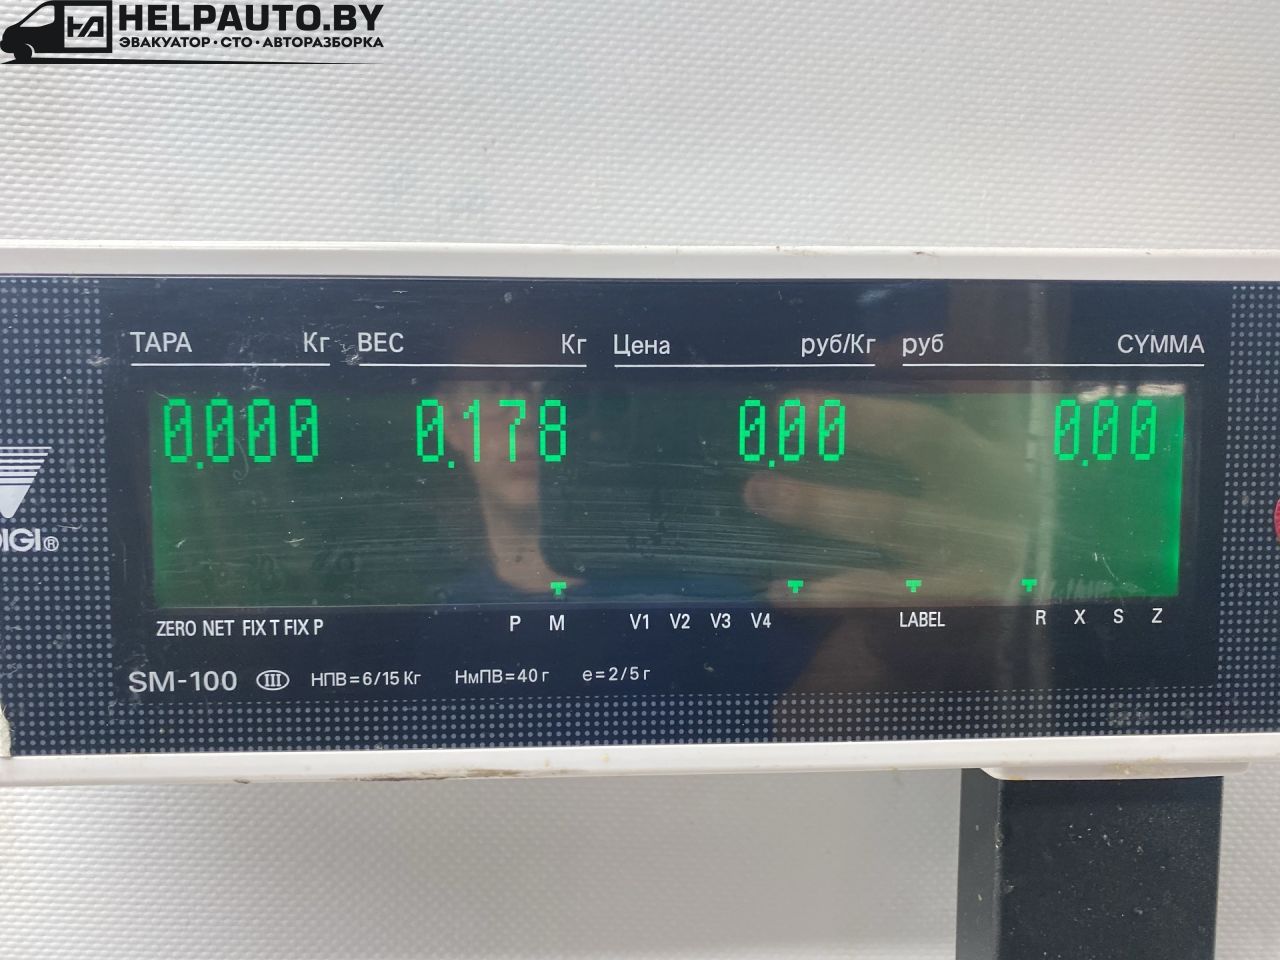 HELPAUTO.BY
ЭВАКУАТОР·СТО·АВТОРАЗБОРКА
ТАРА Кг ВЕС Кг Цена руб/Кг руб СУММА
0.000 0.178 0.00 0.00
DIGI®
ZERO NET FIX T FIX P P M V1 V2 V3 V4 LABEL R X S Z
SM-100 III НПВ=6/15 Кг НмПВ=40 г e=2/5 г